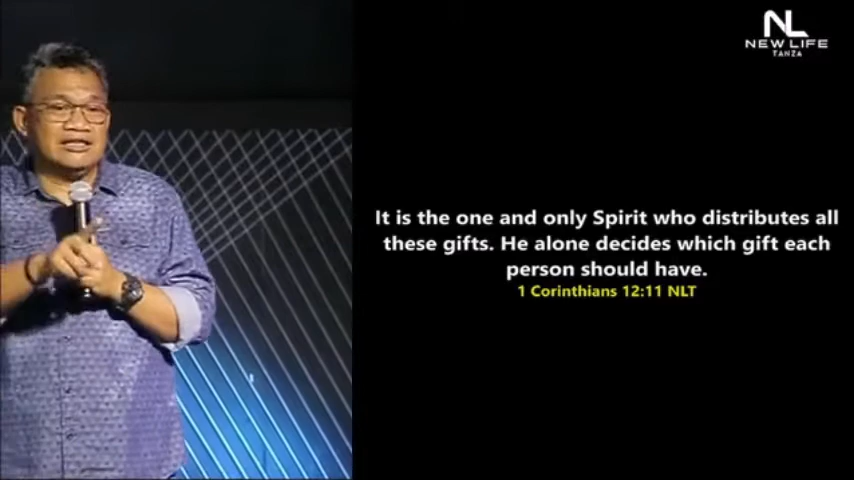 NL
NEW LIFE
TANZA
It is the one and only Spirit who distributes all
these gifts. He alone decides which gift each
person should have.
1 Corinthians 12:11 NLT